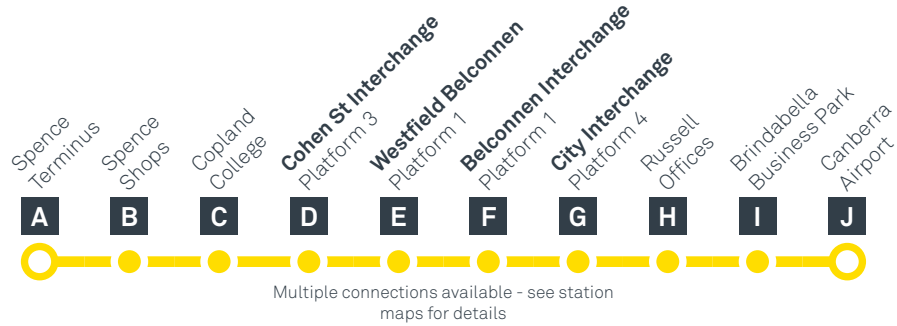 Spence
Terminus
Spence
Shops
Copland
College
Cohen St Interchange
Platform 3
Westfield Belconnen
Platform 1
Belconnen Interchange
Platform 1
City Interchange
Platform 4
Russell
Offices
Brindabella
Business Park
Canberra
Airport
A
B
C
D
E
F
G
H
I
J
Multiple connections available - see station
maps for details